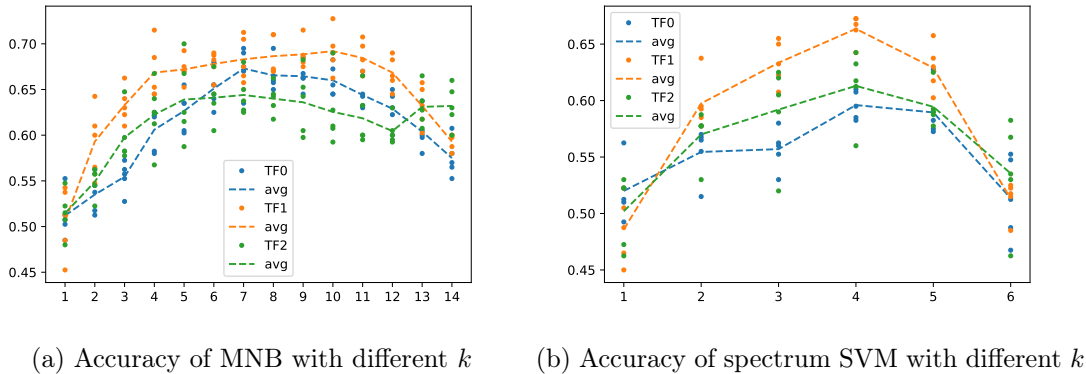 0.70
0.65
0.60
0.55
0.50
0.45
TF0
avg
TF1
avg
TF2
avg
1 2 3 4 5 6 7 8 9 10 11 12 13 14
(a) Accuracy of MNB with different k
0.65
0.60
0.55
0.50
0.45
TF0
avg
TF1
avg
TF2
avg
1 2 3 4 5 6
(b) Accuracy of spectrum SVM with different k